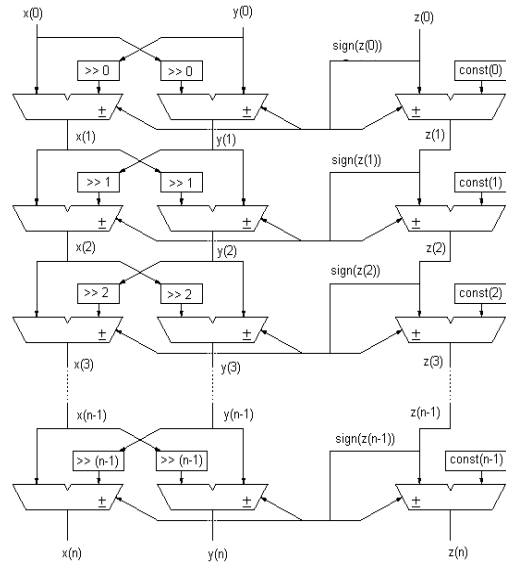 x(0) y(0) z(0)
sign(z(0))
>> 0 >> 0 const(0)
± ± ±
x(1) y(1) z(1)
sign(z(1))
>> 1 >> 1 const(1)
± ± ±
x(2) y(2) z(2)
sign(z(2))
>> 2 >> 2 const(2)
± ± ±
x(3) y(3) z(3)
x(n-1) y(n-1) z(n-1)
sign(z(n-1))
>> (n-1) >> (n-1) const(n-1)
± ± ±
x(n) y(n) z(n)